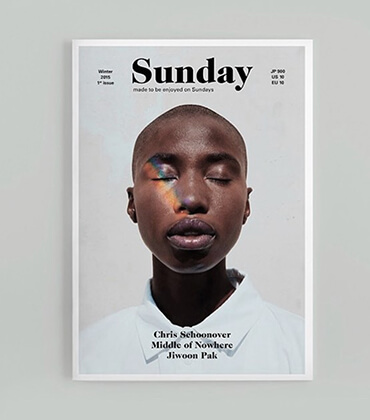 Winter
2015
1st Issue
Sunday
made to be enjoyed on Sundays
JP 900
US 10
EU 10
Chris Schoonover
Middle of Nowhere
Jiwoon Pak